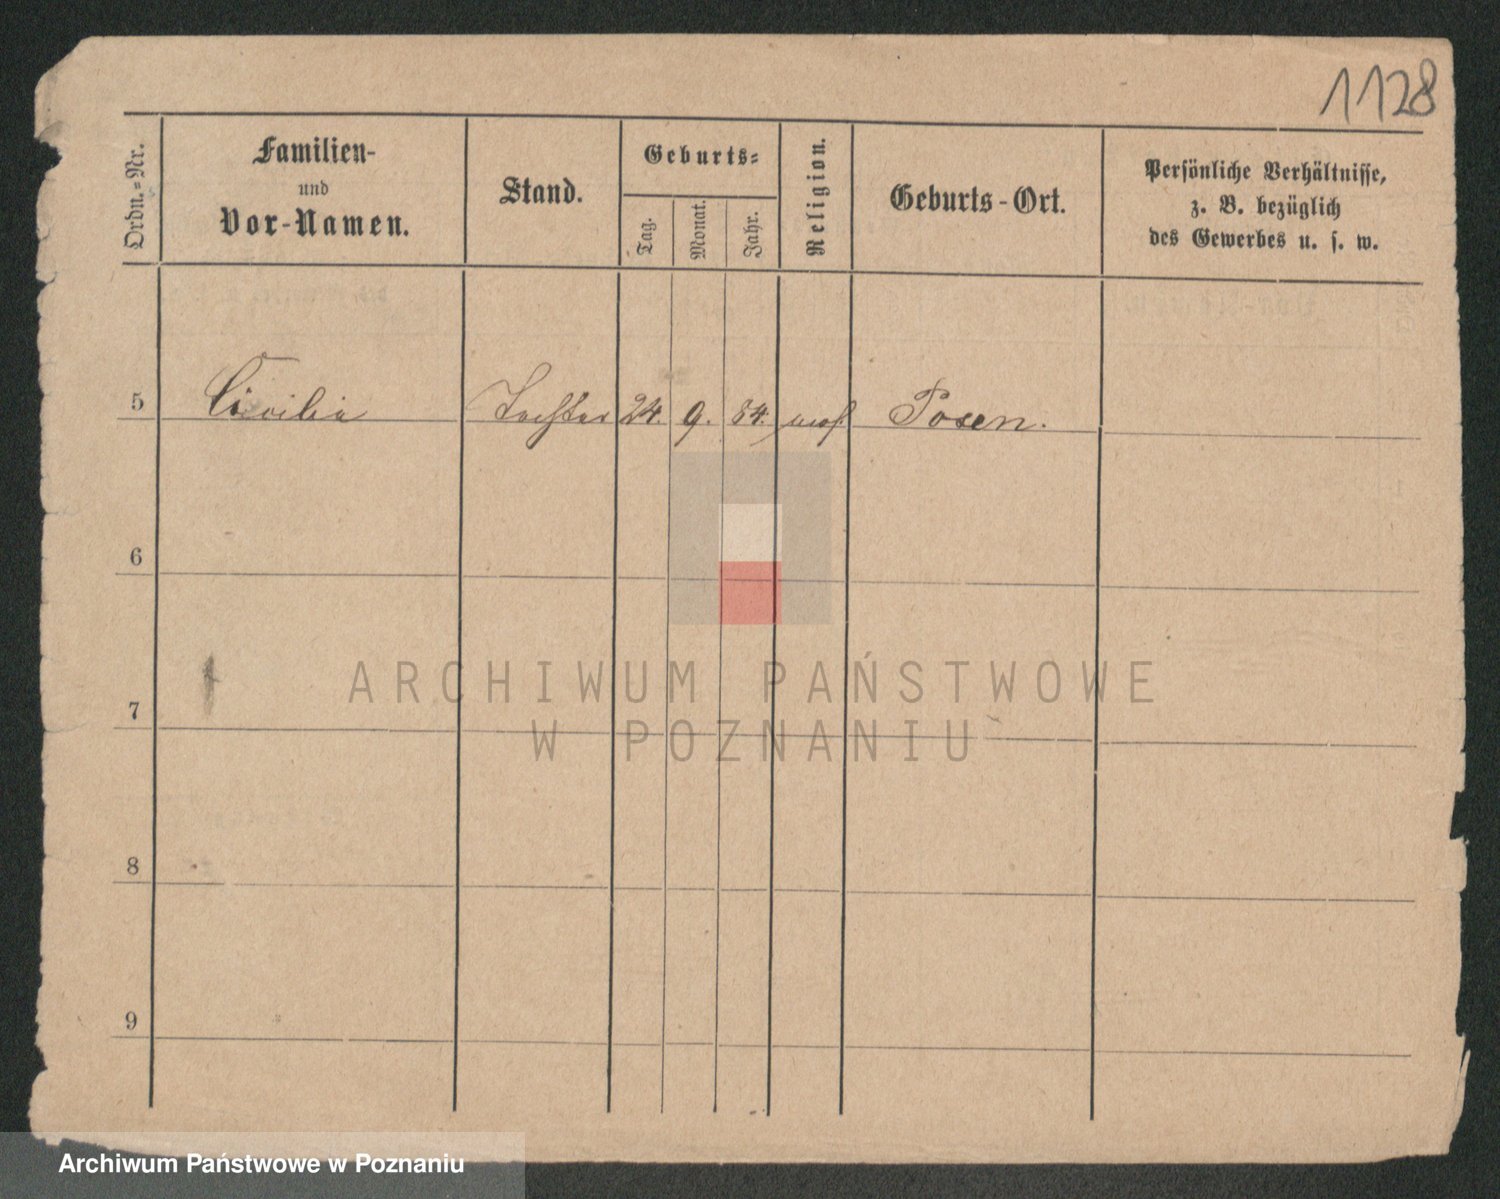 1128
Ordn.=Nr.
Familien-
und
Vor-Namen.
Stand.
Geburts=
Tag.
Monat.
Jahr.
Religion.
Geburts-Ort.
Persönliche Verhältnisse,
z. B. bezüglich
des Gewerbes u. s. w.
5 Cäcilie Tochter 24. 9. 84. mos. Posen.
6
7
8
9
ARCHIWUM PAŃSTWOWE
W POZNANIU
Archiwum Państwowe w Poznaniu